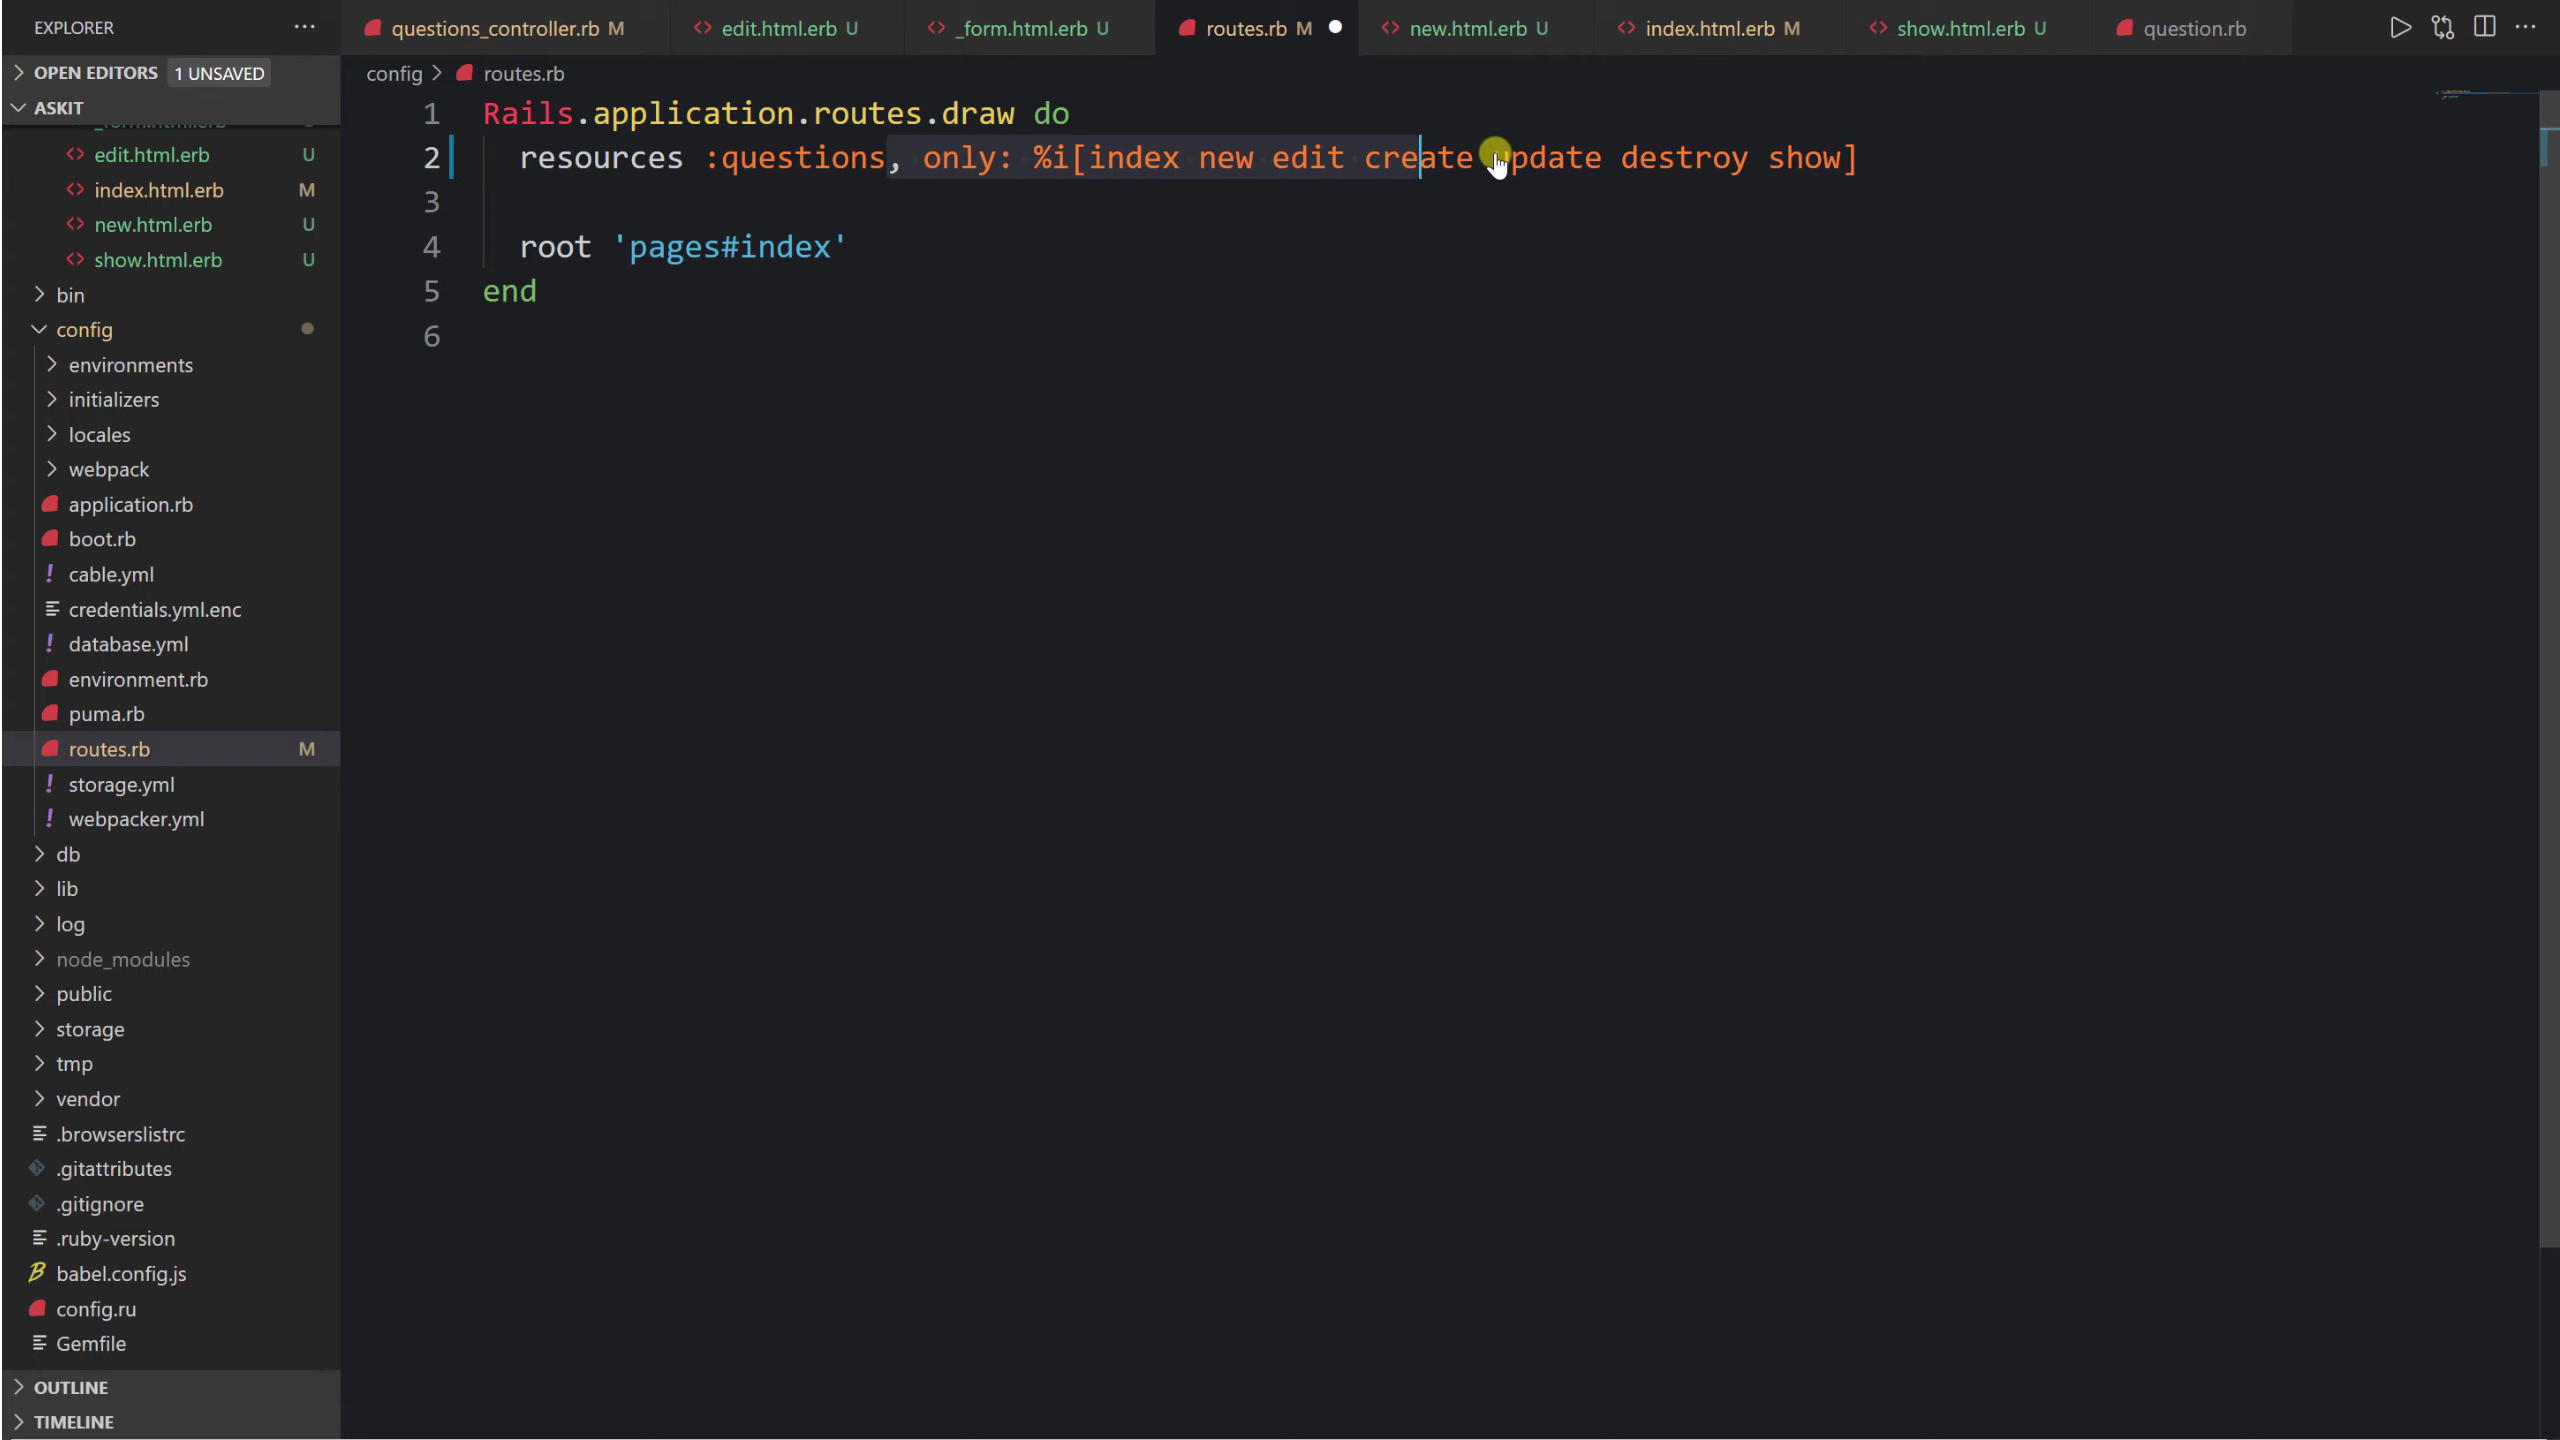 EXPLORER
questions_controller.rb M
edit.html.erb U
_form.html.erb U
routes.rb M
new.html.erb U
index.html.erb M
show.html.erb U
question.rb
OPEN EDITORS 1 UNSAVED
ASKIT
_form.html.erb U
edit.html.erb U
index.html.erb M
new.html.erb U
show.html.erb U
bin
config
environments
initializers
locales
webpack
application.rb
boot.rb
cable.yml
credentials.yml.enc
database.yml
environment.rb
puma.rb
routes.rb M
storage.yml
webpacker.yml
db
lib
log
node_modules
public
storage
tmp
vendor
.browserslistrc
.gitattributes
.gitignore
.ruby-version
babel.config.js
config.ru
Gemfile
OUTLINE
TIMELINE
config > routes.rb
1 Rails.application.routes.draw do
2 resources :questions, only: %i[index new edit create update destroy show]
3
4 root 'pages#index'
5 end
6